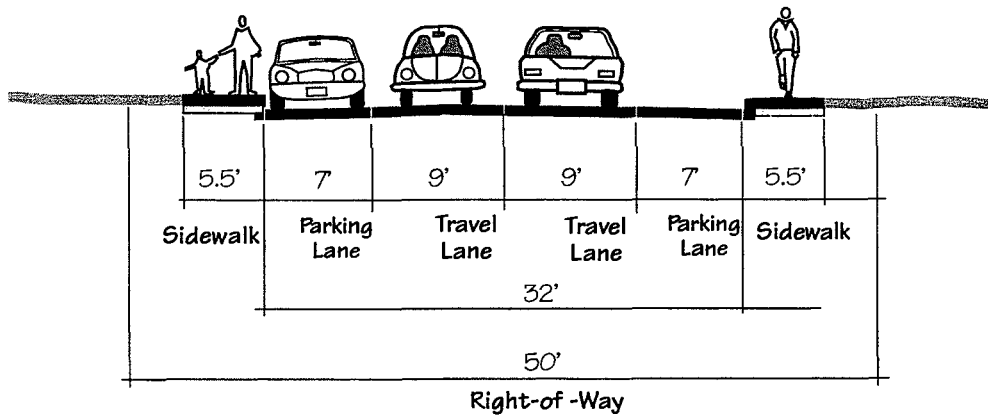 5.5' 7' 9' 9' 7' 5.5'
Sidewalk Parking Lane Travel Lane Travel Lane Parking Lane Sidewalk
32'
50'
Right-of -Way